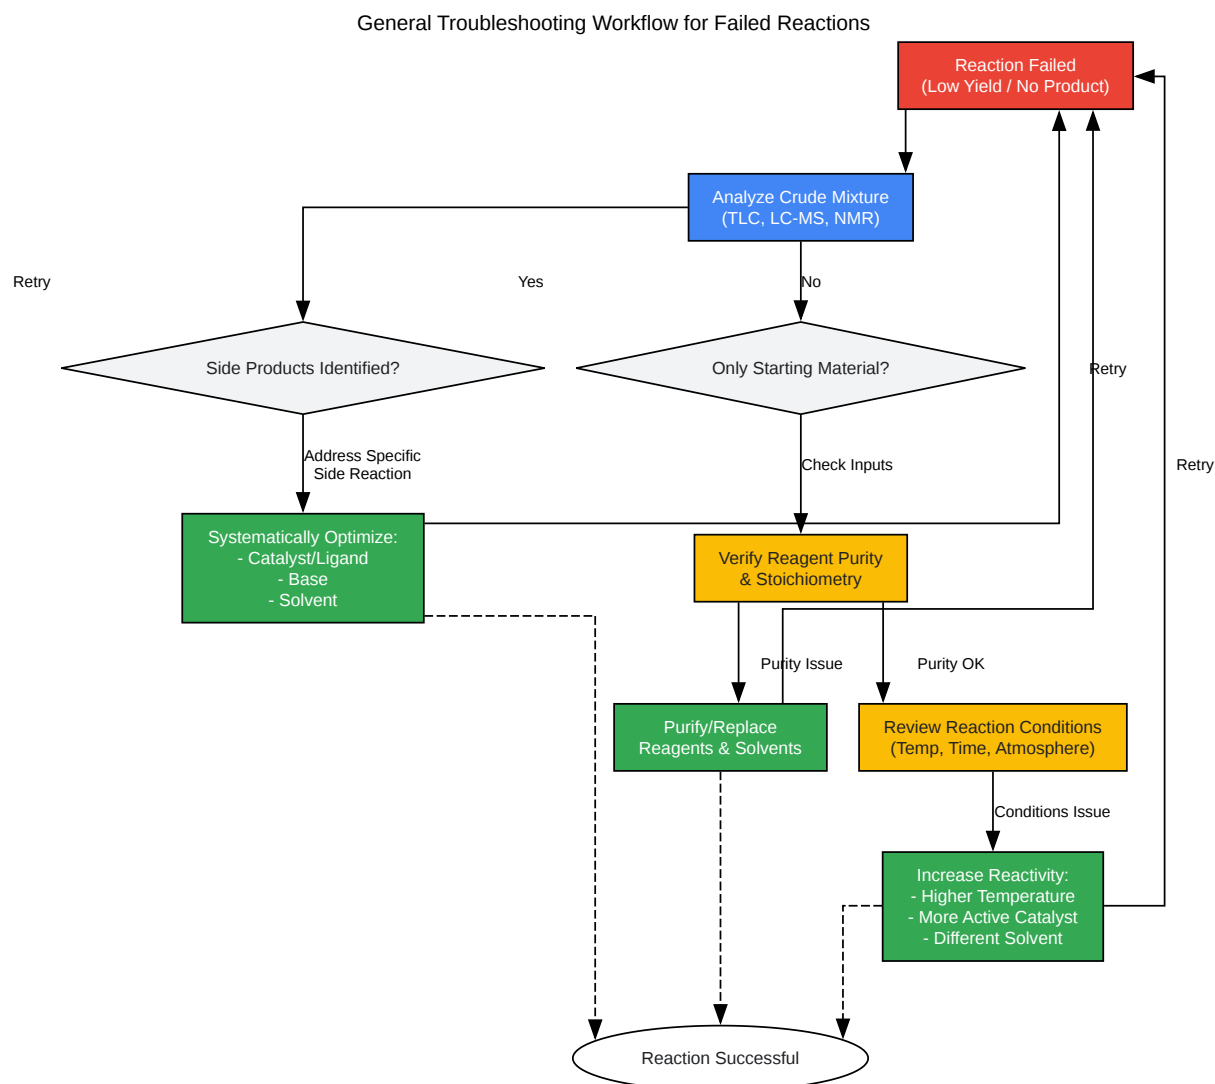 General Troubleshooting Workflow for Failed Reactions
Reaction Failed
(Low Yield / No Product)
Analyze Crude Mixture
(TLC, LC-MS, NMR)
Retry
Yes
No
Side Products Identified?
Only Starting Material?
Retry
Address Specific
Side Reaction
Check Inputs
Retry
Systematically Optimize:
- Catalyst/Ligand
- Base
- Solvent
Verify Reagent Purity
& Stoichiometry
Purity Issue
Purity OK
Purify/Replace
Reagents & Solvents
Review Reaction Conditions
(Temp, Time, Atmosphere)
Conditions Issue
Increase Reactivity:
- Higher Temperature
- More Active Catalyst
- Different Solvent
Reaction Successful